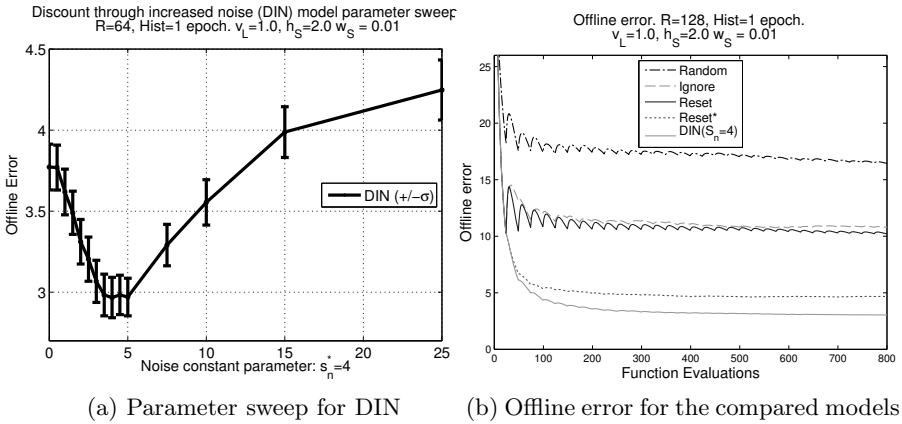 Discount through increased noise (DIN) model parameter sweep
R=64, Hist=1 epoch. v_L=1.0, h_S=2.0 w_S = 0.01
4.5
4
3.5
3
Offline Error
DIN (+/−σ)
0 5 10 15 20 25
Noise constant parameter: s*_n=4
(a) Parameter sweep for DIN
Offline error. R=128, Hist=1 epoch.
v_L=1.0, h_S=2.0 w_S = 0.01
25
20
15
10
5
0
Offline error
Random
Ignore
Reset
Reset*
DIN(S_n=4)
0 100 200 300 400 500 600 700 800
Function Evaluations
(b) Offline error for the compared models